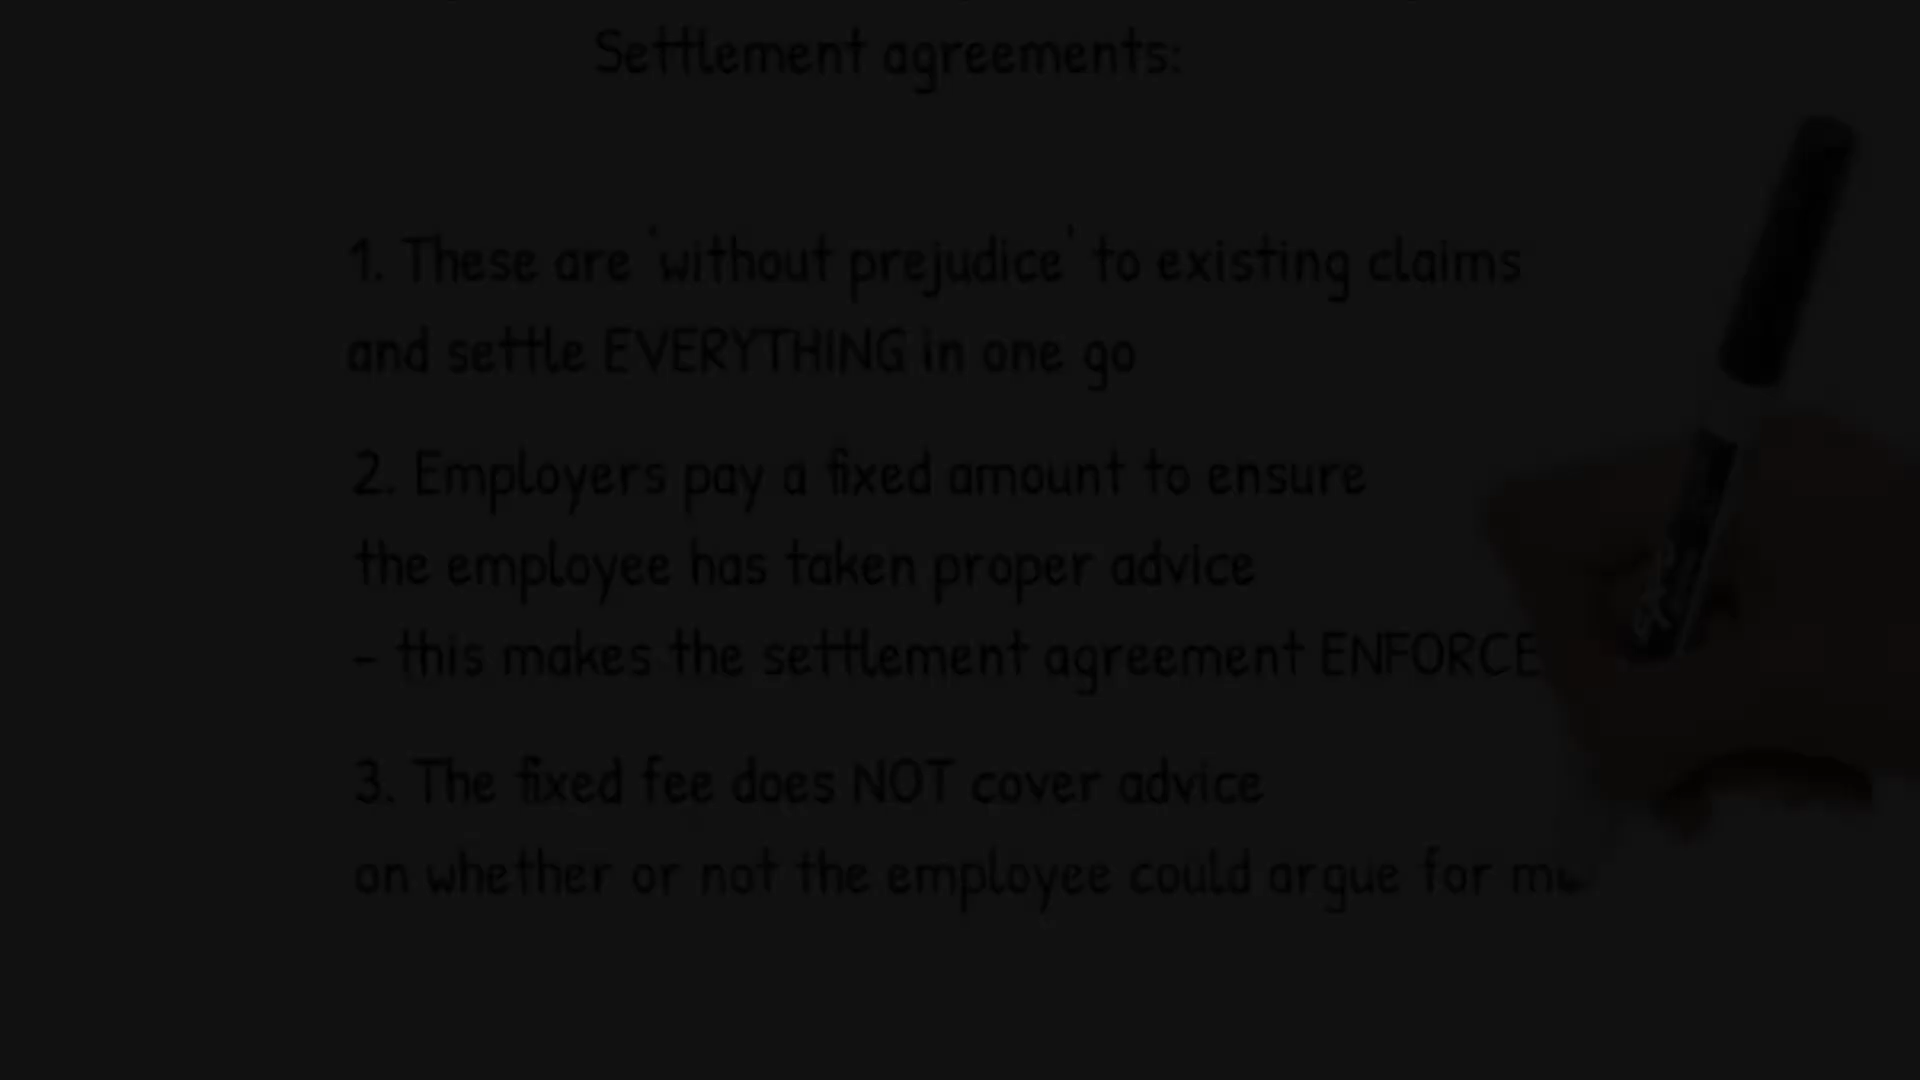 Settlement agreements:
1. These are 'without prejudice' to existing claims
and settle EVERYTHING in one go
2. Employers pay a fixed amount to ensure
the employee has taken proper advice
- this makes the settlement agreement ENFORCE
3. The fixed fee does NOT cover advice
on whether or not the employee could argue for